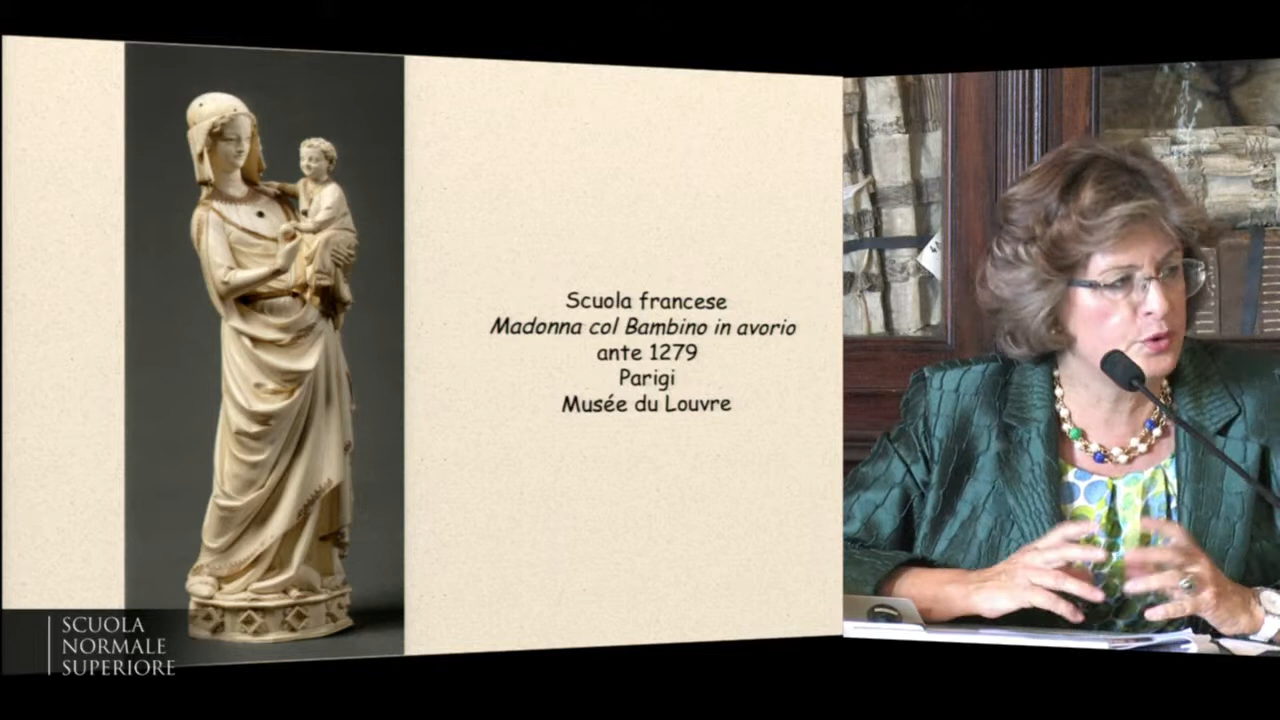 Scuola francese
Madonna col Bambino in avorio
ante 1279
Parigi
Musée du Louvre
SCUOLA
NORMALE
SUPERIORE